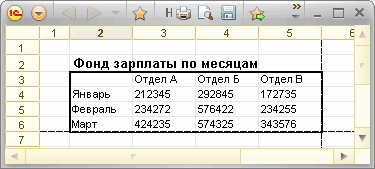 1С Н М
1 2 3 4 5 6
1
2 Фонд зарплаты по месяцам
3 Отдел А Отдел Б Отдел В
4 Январь 212345 292845 172735
5 Февраль 234272 576422 234255
6 Март 424235 574325 343576
7